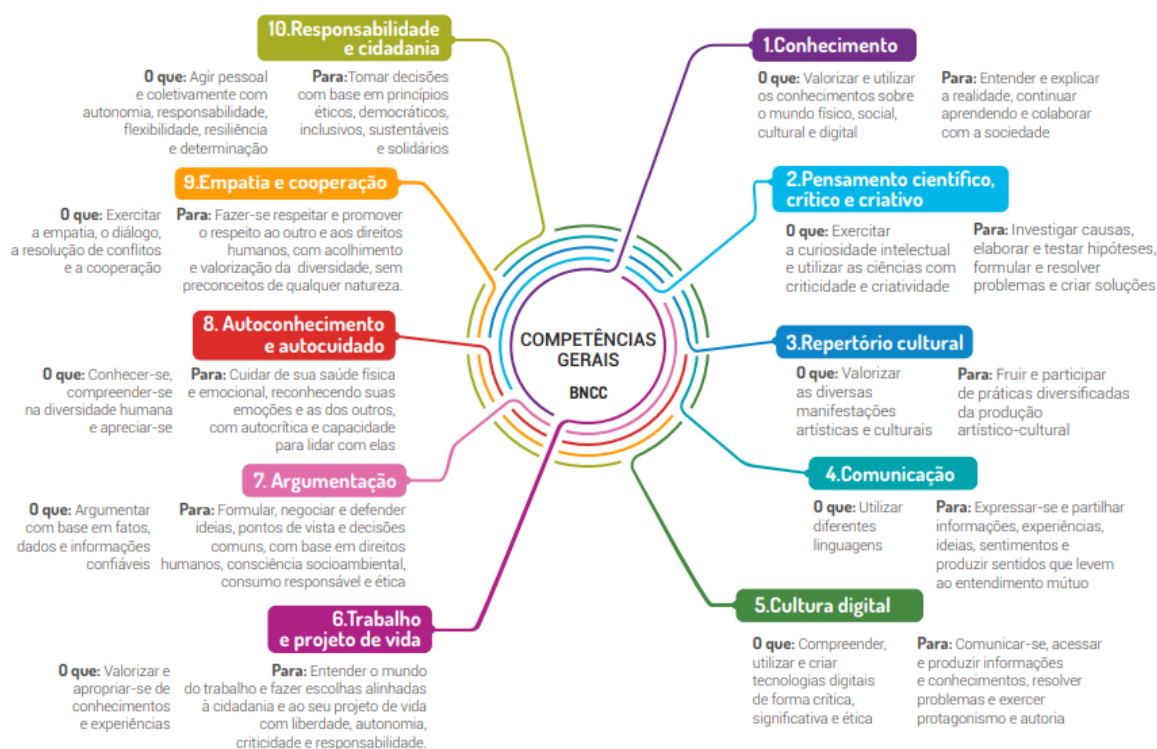 COMPETÊNCIAS
GERAIS
BNCC
1.Conhecimento
O que: Valorizar e utilizar
os conhecimentos sobre
o mundo físico, social,
cultural e digital
Para: Entender e explicar
a realidade, continuar
aprendendo e colaborar
com a sociedade
2.Pensamento científico,
crítico e criativo
O que: Exercitar
a curiosidade intelectual
e utilizar as ciências com
criticidade e criatividade
Para: Investigar causas,
elaborar e testar hipóteses,
formular e resolver
problemas e criar soluções
3.Repertório cultural
O que: Valorizar
as diversas
manifestações
artísticas e culturais
Para: Fruir e participar
de práticas diversificadas
da produção
artístico-cultural
4.Comunicação
O que: Utilizar
diferentes
linguagens
Para: Expressar-se e partilhar
informações, experiências,
ideias, sentimentos e
produzir sentidos que levem
ao entendimento mútuo
5.Cultura digital
O que: Compreender,
utilizar e criar
tecnologias digitais
de forma crítica,
significativa e ética
Para: Comunicar-se, acessar
e produzir informações
e conhecimentos, resolver
problemas e exercer
protagonismo e autoria
6.Trabalho
e projeto de vida
O que: Valorizar e
apropriar-se de
conhecimentos
e experiências
Para: Entender o mundo
do trabalho e fazer escolhas alinhadas
à cidadania e ao seu projeto de vida
com liberdade, autonomia,
criticidade e responsabilidade.
7. Argumentação
O que: Argumentar
com base em fatos,
dados e informações
confiáveis
Para: Formular, negociar e defender
ideias, pontos de vista e decisões
comuns, com base em direitos
humanos, consciência socioambiental,
consumo responsável e ética
8. Autoconhecimento
e autocuidado
O que: Conhecer-se,
compreender-se
na diversidade humana
e apreciar-se
Para: Cuidar de sua saúde física
e emocional, reconhecendo suas
emoções e as dos outros,
com autocrítica e capacidade
para lidar com elas
9.Empatia e cooperação
O que: Exercitar
a empatia, o diálogo,
a resolução de conflitos
e a cooperação
Para: Fazer-se respeitar e promover
o respeito ao outro e aos direitos
humanos, com acolhimento
e valorização da diversidade, sem
preconceitos de qualquer natureza.
10.Responsabilidade
e cidadania
O que: Agir pessoal
e coletivamente com
autonomia, responsabilidade,
flexibilidade, resiliência
e determinação
Para:Tomar decisões
com base em princípios
éticos, democráticos,
inclusivos, sustentáveis
e solidários